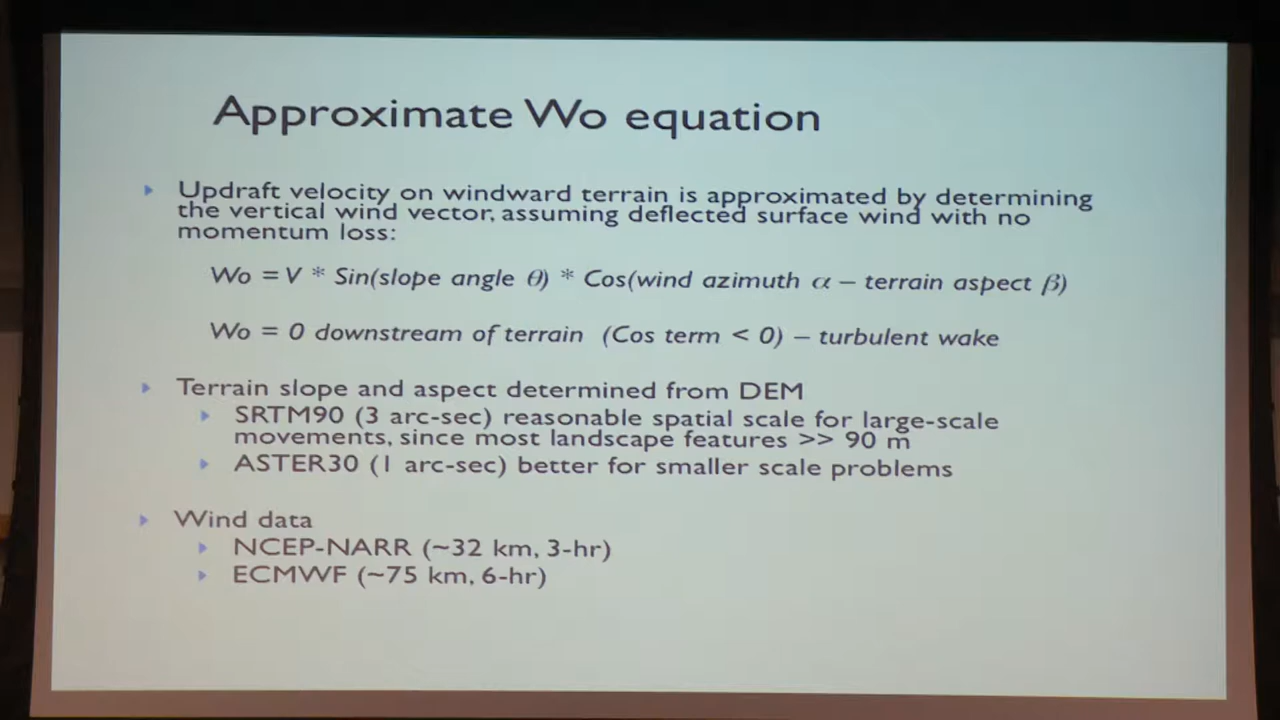 Approximate Wo equation
Updraft velocity on windward terrain is approximated by determining
the vertical wind vector, assuming deflected surface wind with no
momentum loss:
Wo = V * Sin(slope angle θ) * Cos(wind azimuth α – terrain aspect β)
Wo = 0 downstream of terrain (Cos term < 0) – turbulent wake
Terrain slope and aspect determined from DEM
SRTM90 (3 arc-sec) reasonable spatial scale for large-scale
movements, since most landscape features >> 90 m
ASTER30 (1 arc-sec) better for smaller scale problems
Wind data
NCEP-NARR (~32 km, 3-hr)
ECMWF (~75 km, 6-hr)